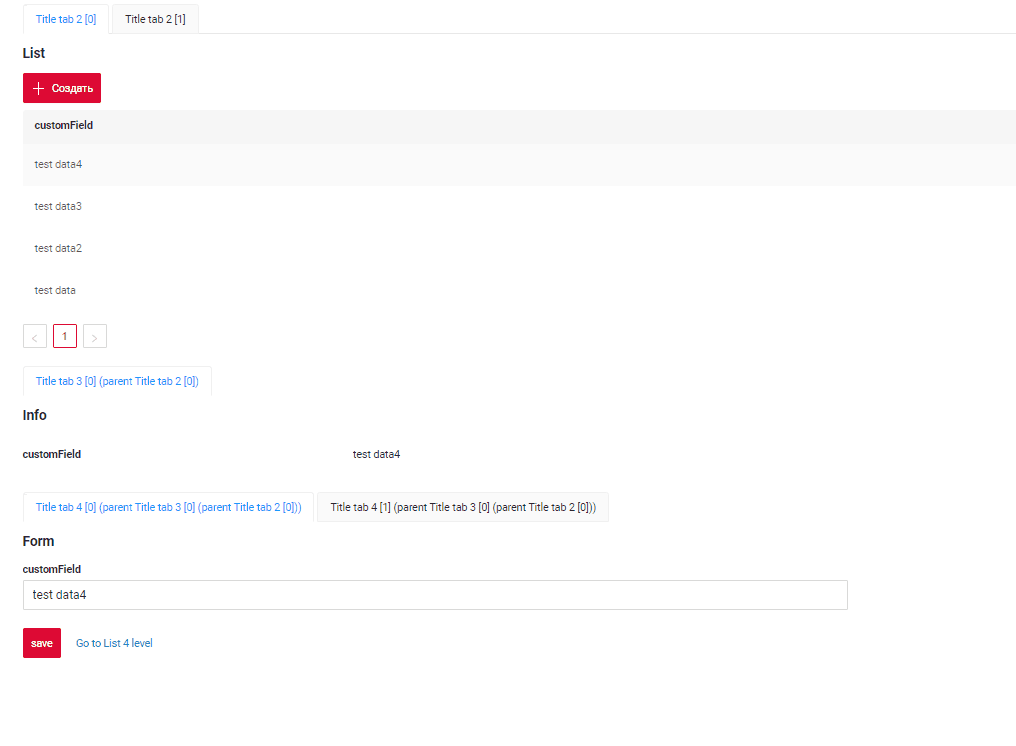 Title tab 2 [0] Title tab 2 [1]
List
Создать
customField
test data4
test data3
test data2
test data
< 1 >
Title tab 3 [0] (parent Title tab 2 [0])
Info
customField test data4
Title tab 4 [0] (parent Title tab 3 [0] (parent Title tab 2 [0])) Title tab 4 [1] (parent Title tab 3 [0] (parent Title tab 2 [0]))
Form
customField
test data4
save Go to List 4 level